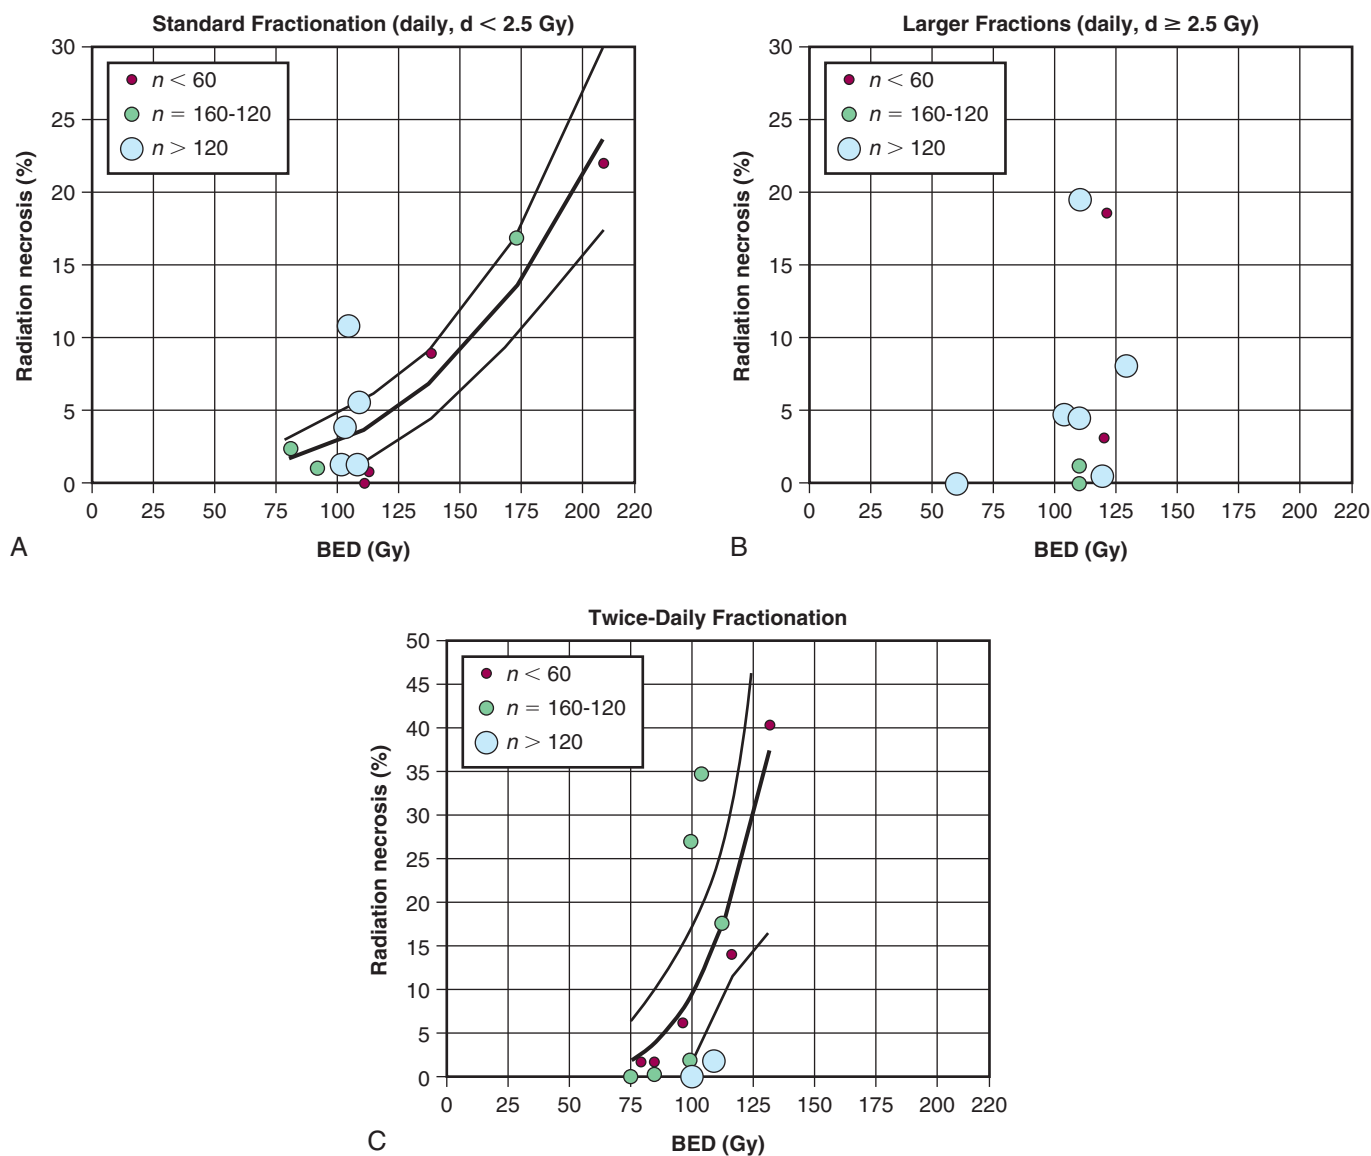 Standard Fractionation (daily, d < 2.5 Gy)
30
25
20
15
10
5
0
Radiation necrosis (%)
n < 60
n = 160-120
n > 120
0 25 50 75 100 125 150 175 200 220
BED (Gy)
A
Larger Fractions (daily, d ≥ 2.5 Gy)
30
25
20
15
10
5
0
Radiation necrosis (%)
n < 60
n = 160-120
n > 120
0 25 50 75 100 125 150 175 200 220
BED (Gy)
B
Twice-Daily Fractionation
50
45
40
35
30
25
20
15
10
5
0
Radiation necrosis (%)
n < 60
n = 160-120
n > 120
0 25 50 75 100 125 150 175 200 220
BED (Gy)
C